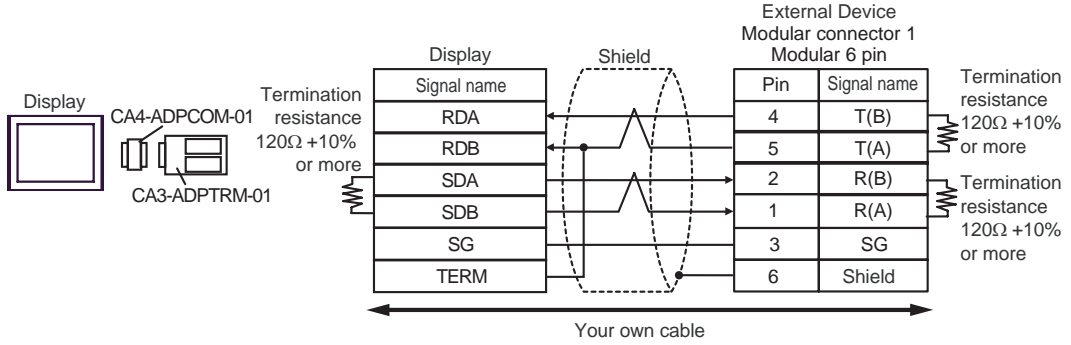 External Device
Modular connector 1
Modular 6 pin
Display
Shield
Display
CA4-ADPCOM-01
CA3-ADPTRM-01
Termination
resistance
120Ω +10%
or more
Signal name
RDA
RDB
SDA
SDB
SG
TERM
Pin Signal name
4 T(B)
5 T(A)
2 R(B)
1 R(A)
3 SG
6 Shield
Termination
resistance
120Ω +10%
or more
Termination
resistance
120Ω +10%
or more
Your own cable